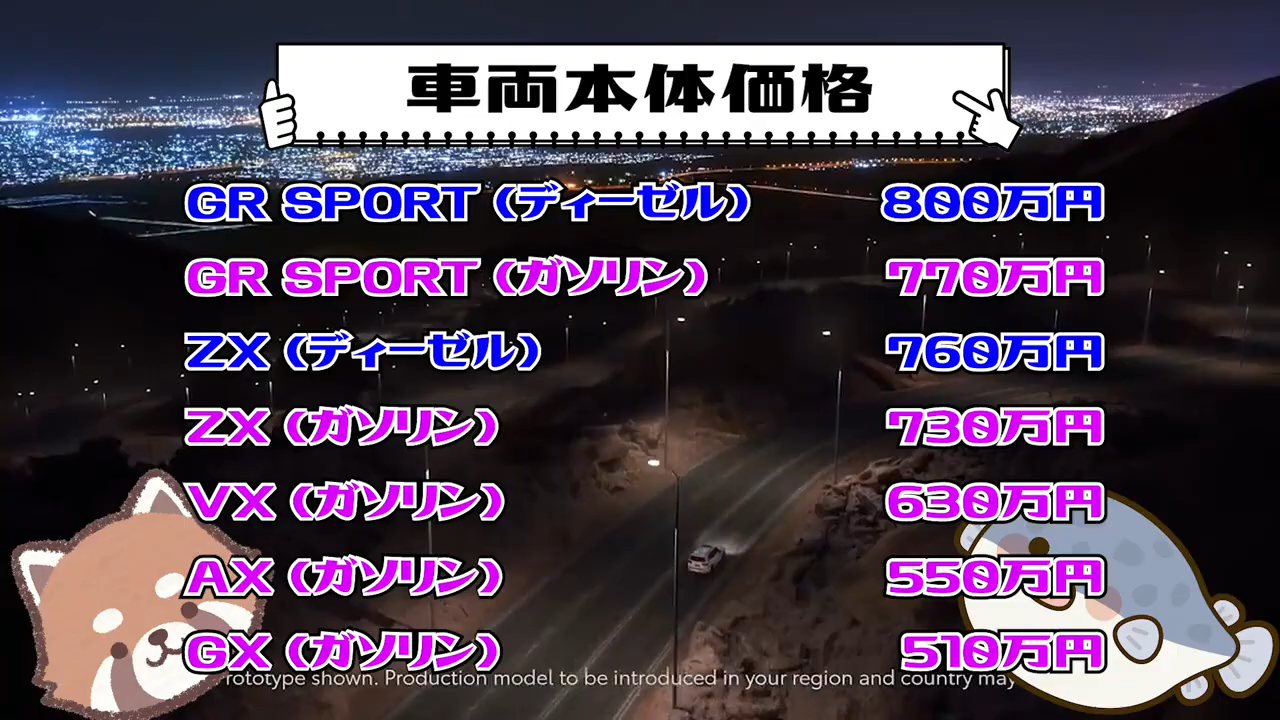 車両本体価格
GR SPORT (ディーゼル) 800万円
GR SPORT (ガソリン) 770万円
ZX (ディーゼル) 760万円
ZX (ガソリン) 730万円
VX (ガソリン) 630万円
AX (ガソリン) 550万円
GX (ガソリン) 510万円
rototype shown. Production model to be introduced in your region and country may